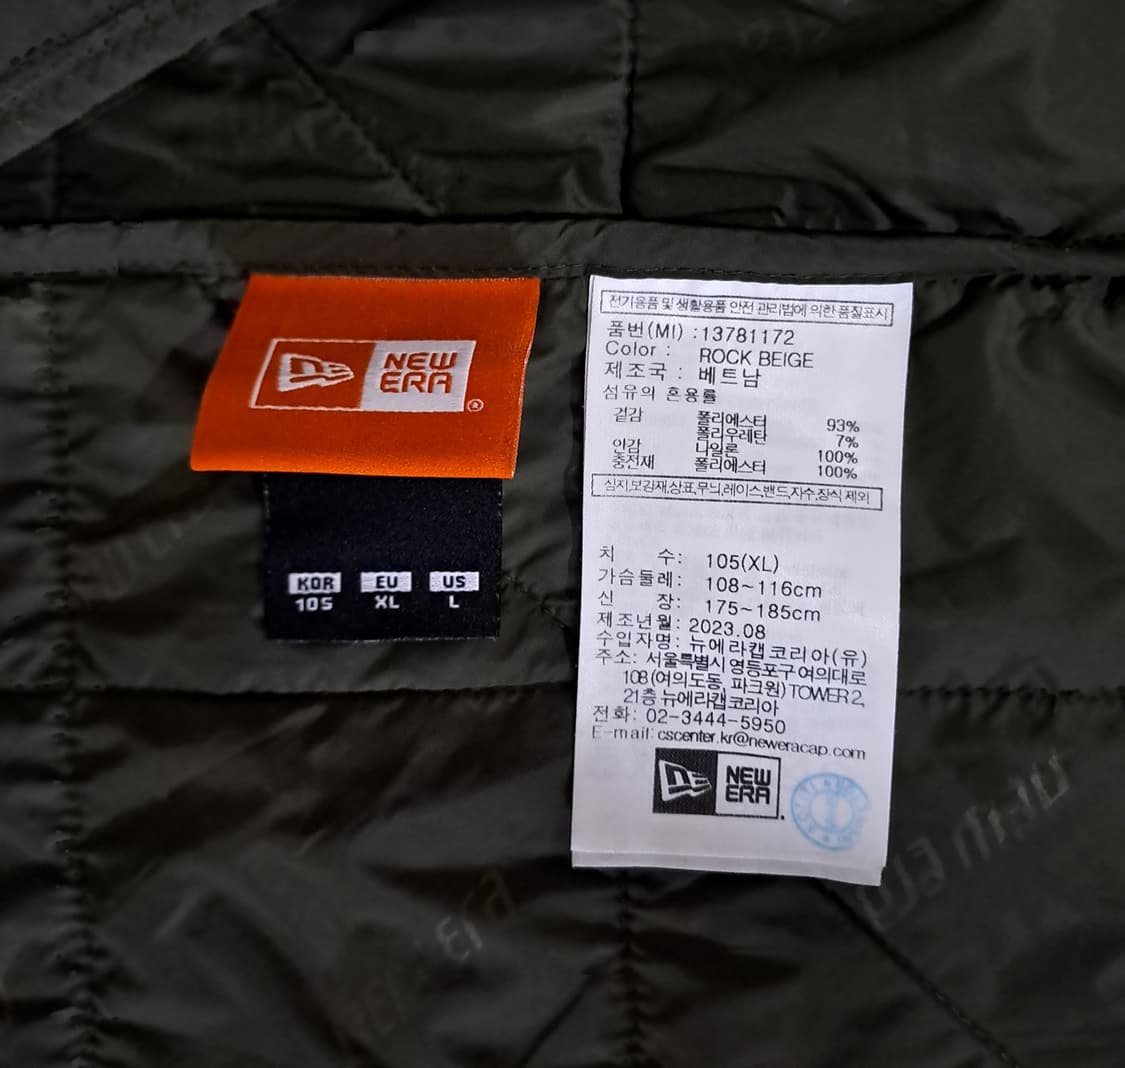 NEW
ERA
®
KOR EU US
105 XL L
전기용품 및 생활용품 안전 관리법에 의한 품질표시
품번(MI) :13781172
Color : ROCK BEIGE
제조국 : 베트남
섬유의 혼용률
겉감 폴리에스터 93%
폴리우레탄 7%
안감 나일론 100%
충전재 폴리에스터 100%
심지,보강재,상표,무늬,레이스,밴드,자수,장식 제외
치 수: 105(XL)
가슴둘레: 108~116cm
신 장: 175~185cm
제조년월: 2023.08
수입자명: 뉴에라캡코리아(유)
주소: 서울특별시 영등포구 여의대로
108 (여의도동, 파크원) TOWER 2,
21층 뉴에라캡코리아
전화: 02-3444-5950
E-mail: cscenter.kr@neweracap.com
NEW
ERA